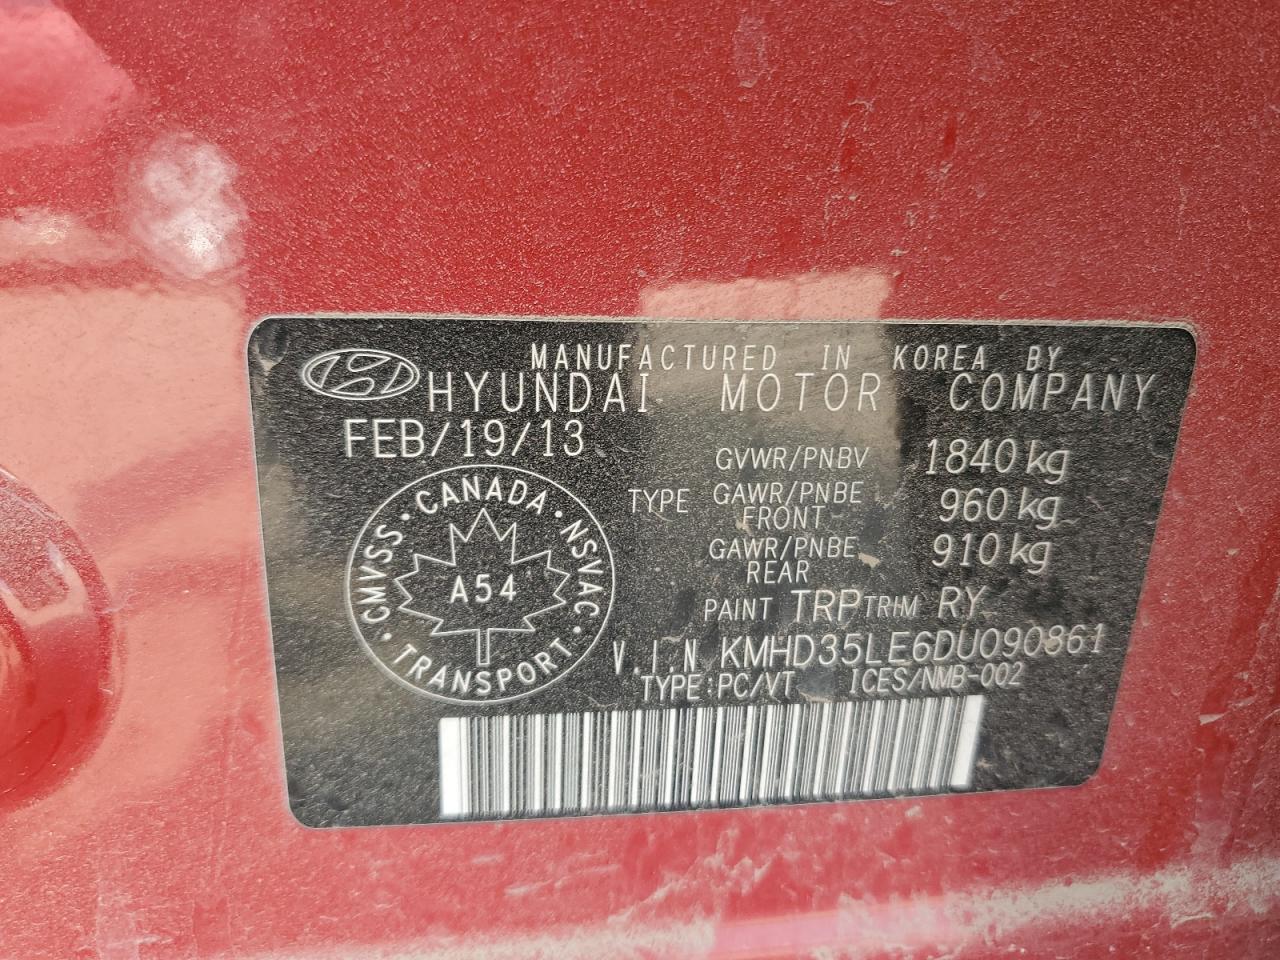 MANUFACTURED IN KOREA BY
HYUNDAI MOTOR COMPANY
FEB/19/13
GVWR/PNBV 1840 kg
TYPE GAWR/PNBE FRONT 960 kg
GAWR/PNBE REAR 910 kg
CMVSS · CANADA · NSVAC · TRANSPORT ·
A54
PAINT TRP TRIM RY
V.I.N KMHD35LE6DU090861
TYPE:PC/VT ICES/NMB-002